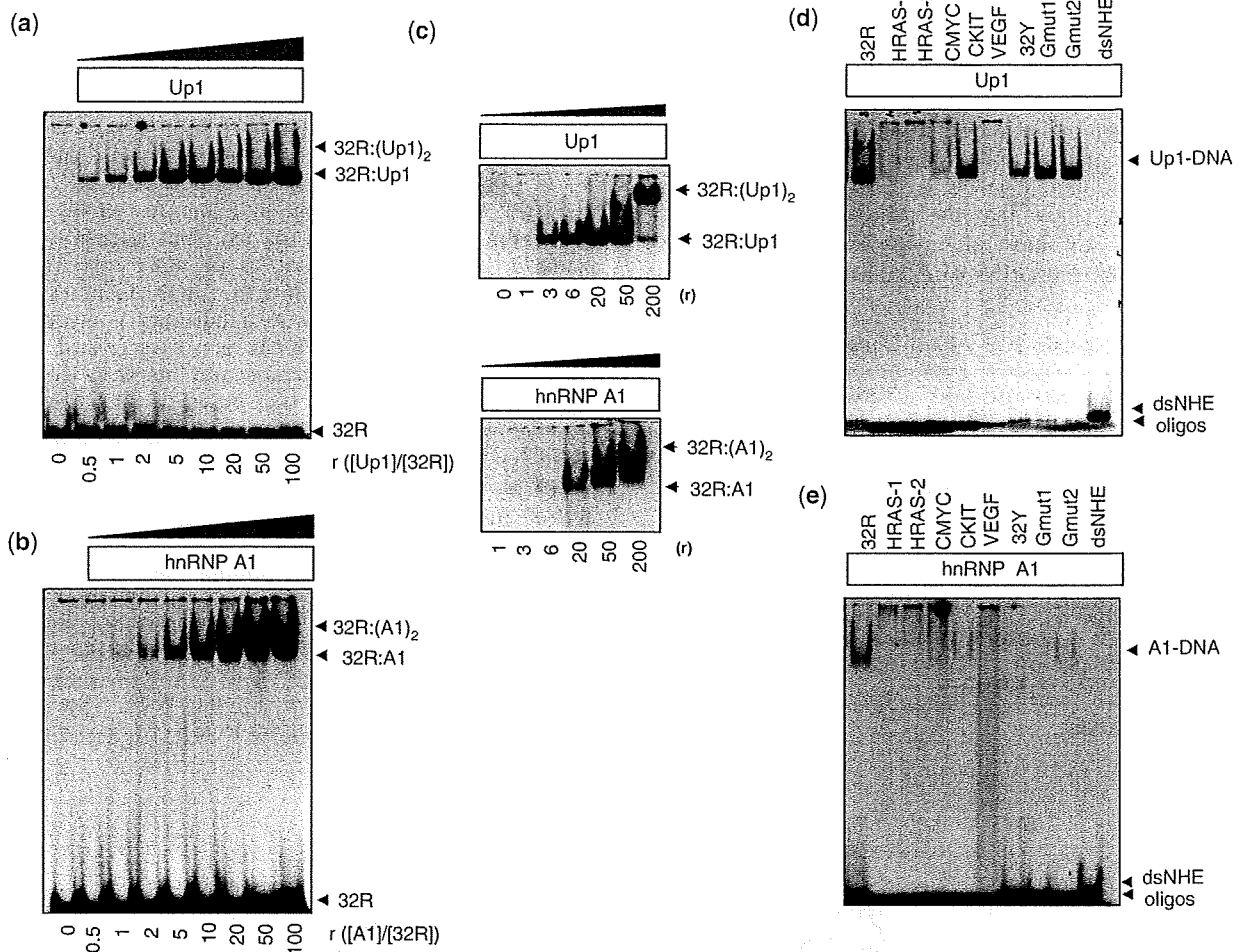 (a)
Up1
32R:(Up1)2
32R:Up1
32R
0 0.5 1 2 5 10 20 50 100 r ([Up1]/[32R])
(b)
hnRNP A1
32R:(A1)2
32R:A1
32R
0 0.5 1 2 5 10 20 50 100 r ([A1]/[32R])
(c)
Up1
32R:(Up1)2
32R:Up1
0 1 3 6 20 50 200 (r)
hnRNP A1
32R:(A1)2
32R:A1
1 3 6 20 50 200 (r)
(d)
32R HRAS- HRAS- CMYC CKIT VEGF 32Y Gmut1 Gmut2 dsNHE
Up1
Up1-DNA
dsNHE
oligos
(e)
32R HRAS-1 HRAS-2 CMYC CKIT VEGF 32Y Gmut1 Gmut2 dsNHE
hnRNP A1
A1-DNA
dsNHE
oligos